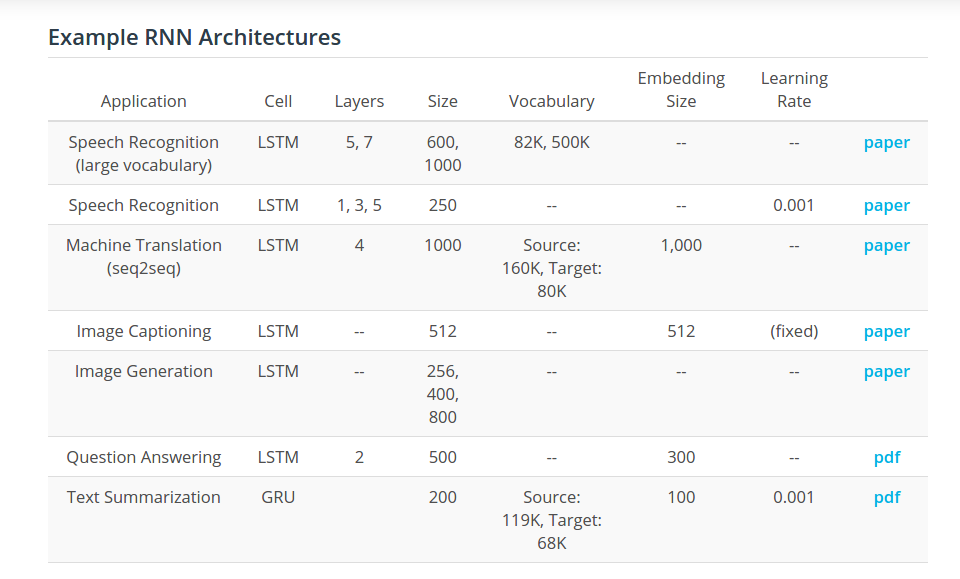 Example RNN Architectures
Embedding Learning
Application Cell Layers Size Vocabulary Size Rate
Speech Recognition LSTM 5, 7 600, 82K, 500K -- -- paper
(large vocabulary) 1000
Speech Recognition LSTM 1, 3, 5 250 -- -- 0.001 paper
Machine Translation LSTM 4 1000 Source: 1,000 -- paper
(seq2seq) 160K, Target:
80K
Image Captioning LSTM -- 512 -- 512 (fixed) paper
Image Generation LSTM -- 256, -- -- -- paper
400,
800
Question Answering LSTM 2 500 -- 300 -- pdf
Text Summarization GRU 200 Source: 100 0.001 pdf
119K, Target:
68K